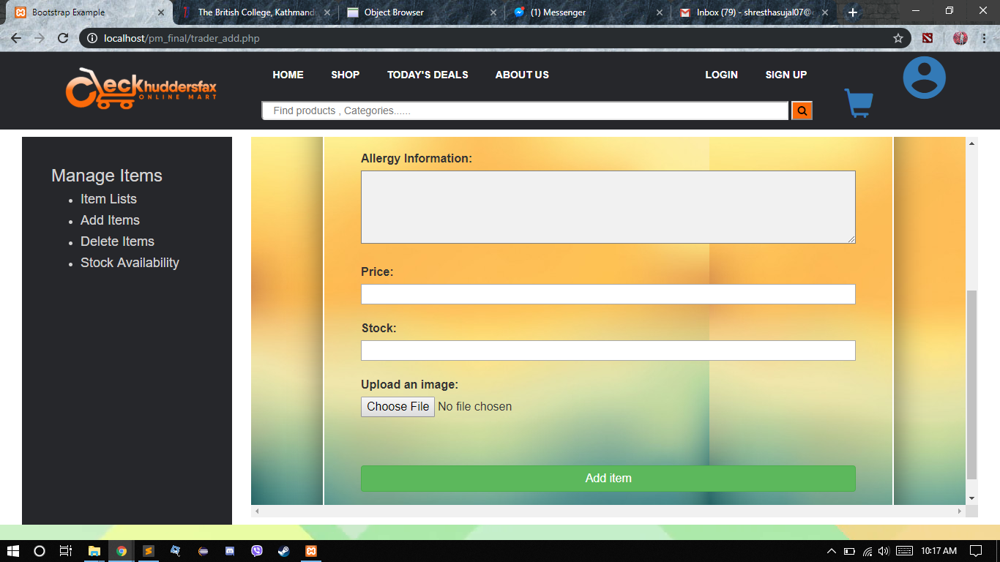 Bootstrap Example
The British College, Kathmand
Object Browser
(1) Messenger
Inbox (79) - shresthasujal07@
localhost/pm_final/trader_add.php
eckhuddersfax
ONLINE MART
HOME SHOP TODAY'S DEALS ABOUT US LOGIN SIGN UP
Find products , Categories......
Manage Items
Item Lists
Add Items
Delete Items
Stock Availability
Allergy Information:
Price:
Stock:
Upload an image:
Choose File No file chosen
Add item
10:17 AM